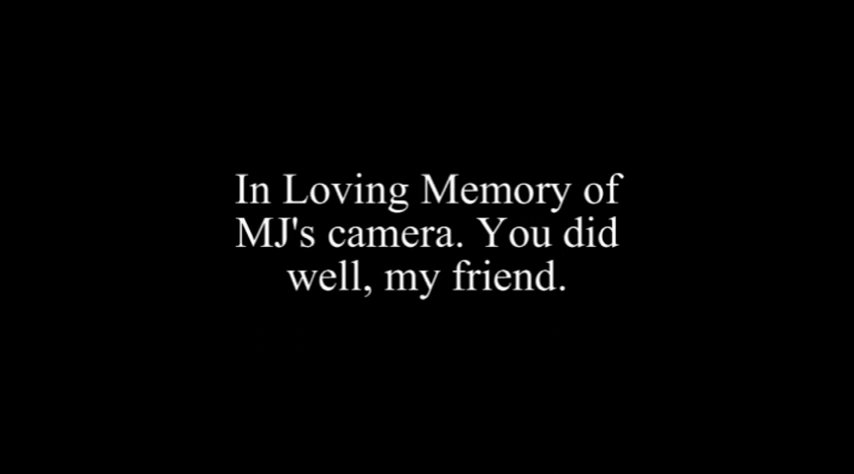 In Loving Memory of
MJ's camera. You did
well, my friend.